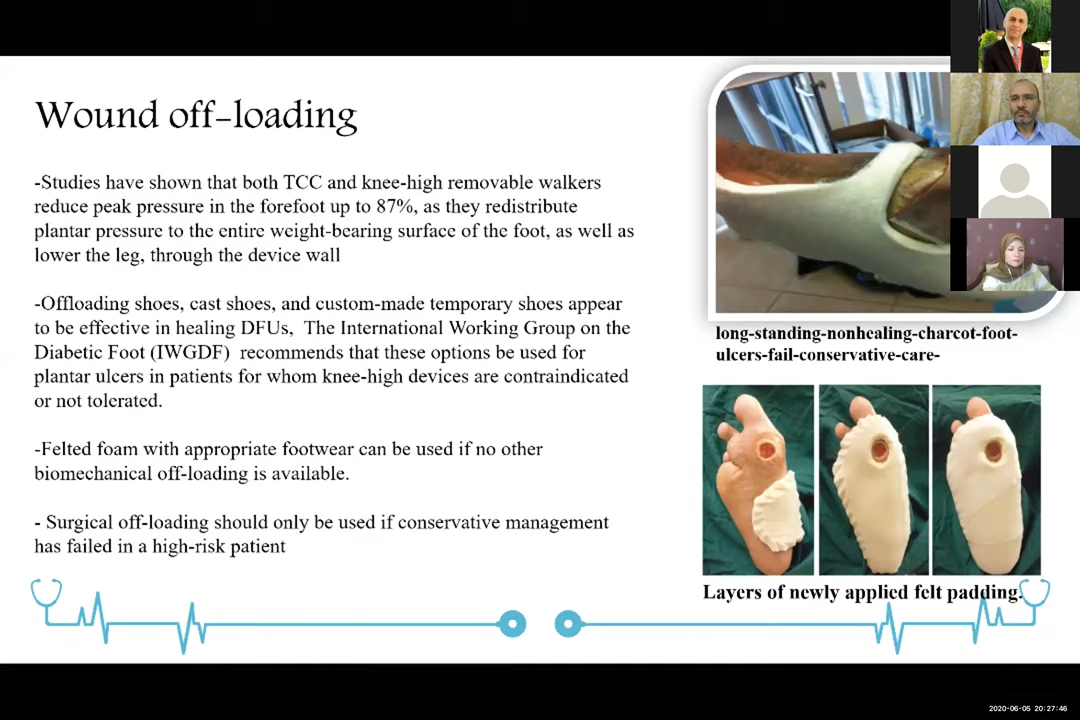 Wound off-loading
-Studies have shown that both TCC and knee-high removable walkers
reduce peak pressure in the forefoot up to 87%, as they redistribute
plantar pressure to the entire weight-bearing surface of the foot, as well as
lower the leg, through the device wall
-Offloading shoes, cast shoes, and custom-made temporary shoes appear
to be effective in healing DFUs,  The International Working Group on the
Diabetic Foot (IWGDF)  recommends that these options be used for
plantar ulcers in patients for whom knee-high devices are contraindicated
or not tolerated.
-Felted foam with appropriate footwear can be used if no other
biomechanical off-loading is available.
- Surgical off-loading should only be used if conservative management
has failed in a high-risk patient
long-standing-nonhealing-charcot-foot-
ulcers-fail-conservative-care-
Layers of newly applied felt padding.
2020-06-05 20:27:46